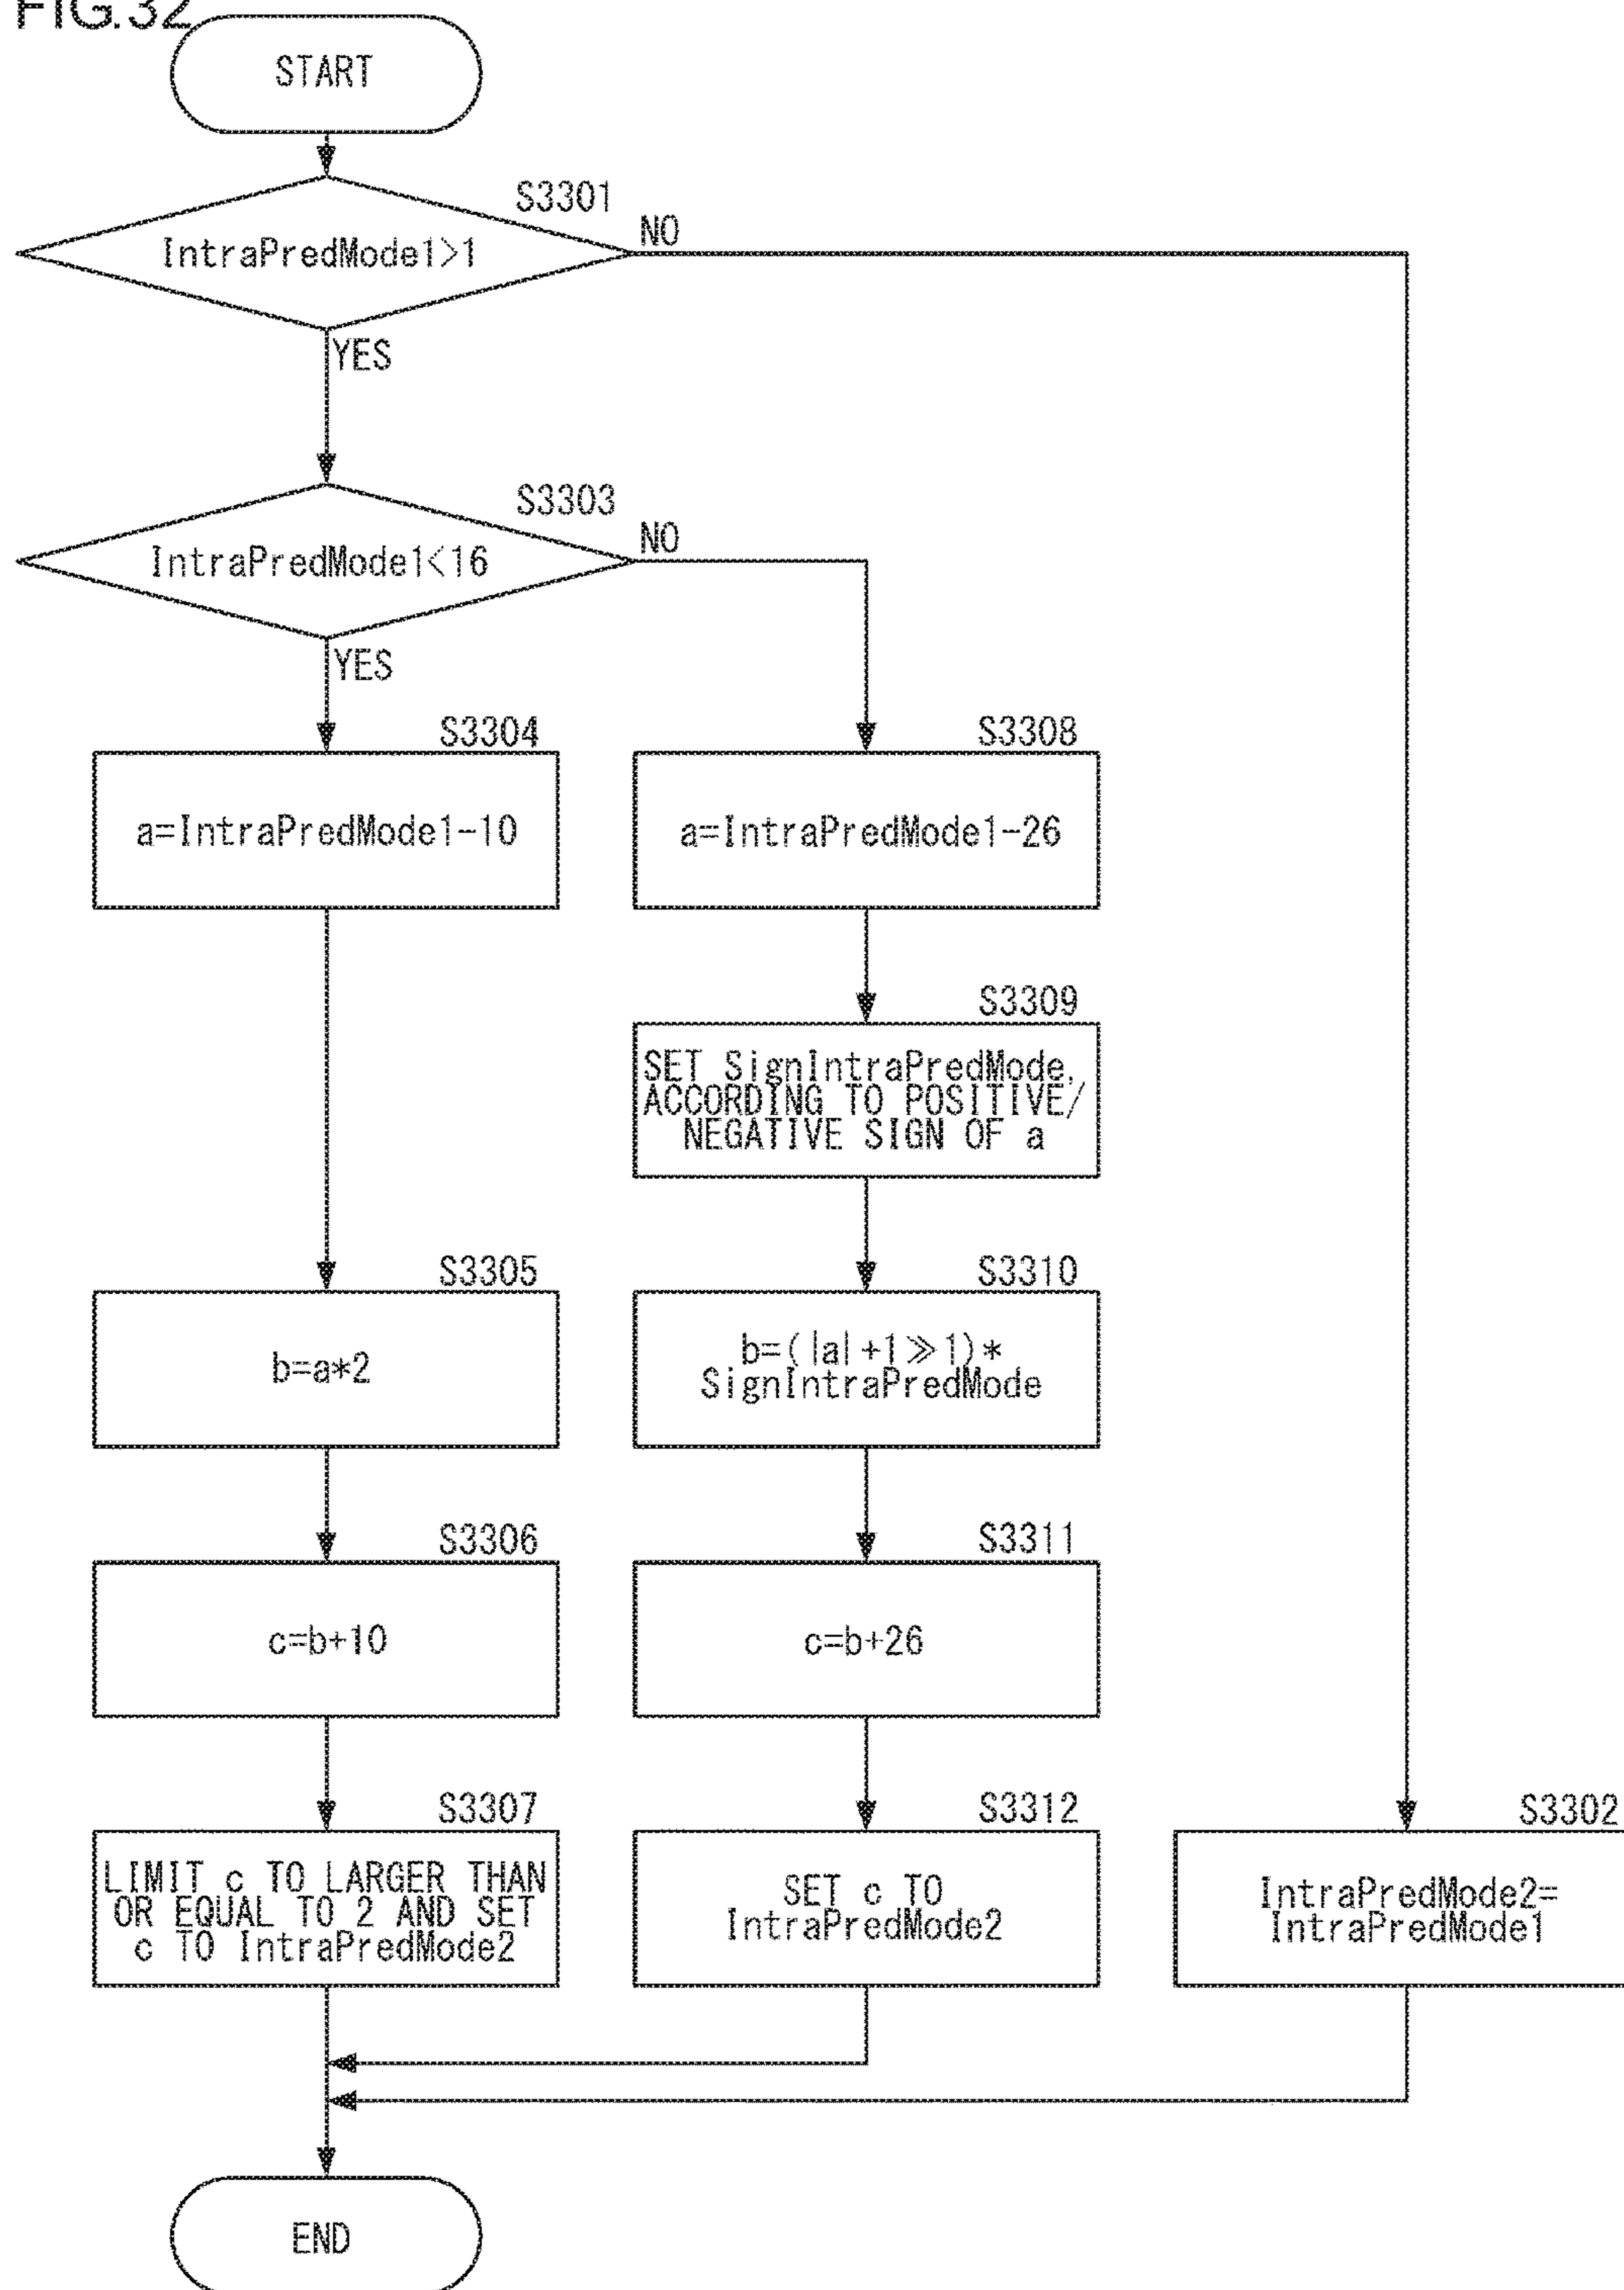 FIG.32
START
S3301
IntraPredMode1>1
NO
YES
S3303
IntraPredMode1<16
NO
YES
S3304
a=IntraPredMode1-10
S3308
a=IntraPredMode1-26
S3309
SET SignIntraPredMode,
ACCORDING TO POSITIVE/
NEGATIVE SIGN OF a
S3305
b=a*2
S3310
b=(|a|+1≫1)*
SignIntraPredMode
S3306
c=b+10
S3311
c=b+26
S3307
LIMIT c TO LARGER THAN
OR EQUAL TO 2 AND SET
c TO IntraPredMode2
S3312
SET c TO
IntraPredMode2
S3302
IntraPredMode2=
IntraPredMode1
END